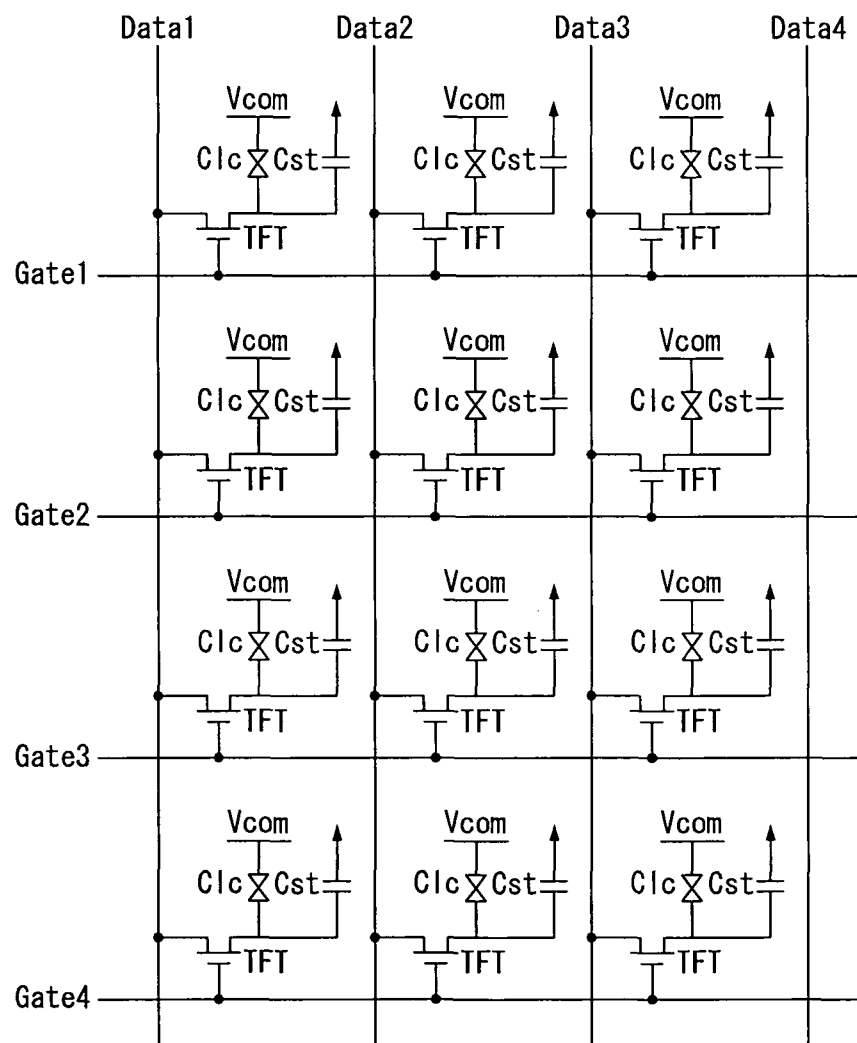 Data1 Data2 Data3 Data4
Vcom Vcom Vcom
Clc Cst Clc Cst Clc Cst
TFT TFT TFT
Gate1
Vcom Vcom Vcom
Clc Cst Clc Cst Clc Cst
TFT TFT TFT
Gate2
Vcom Vcom Vcom
Clc Cst Clc Cst Clc Cst
TFT TFT TFT
Gate3
Vcom Vcom Vcom
Clc Cst Clc Cst Clc Cst
TFT TFT TFT
Gate4